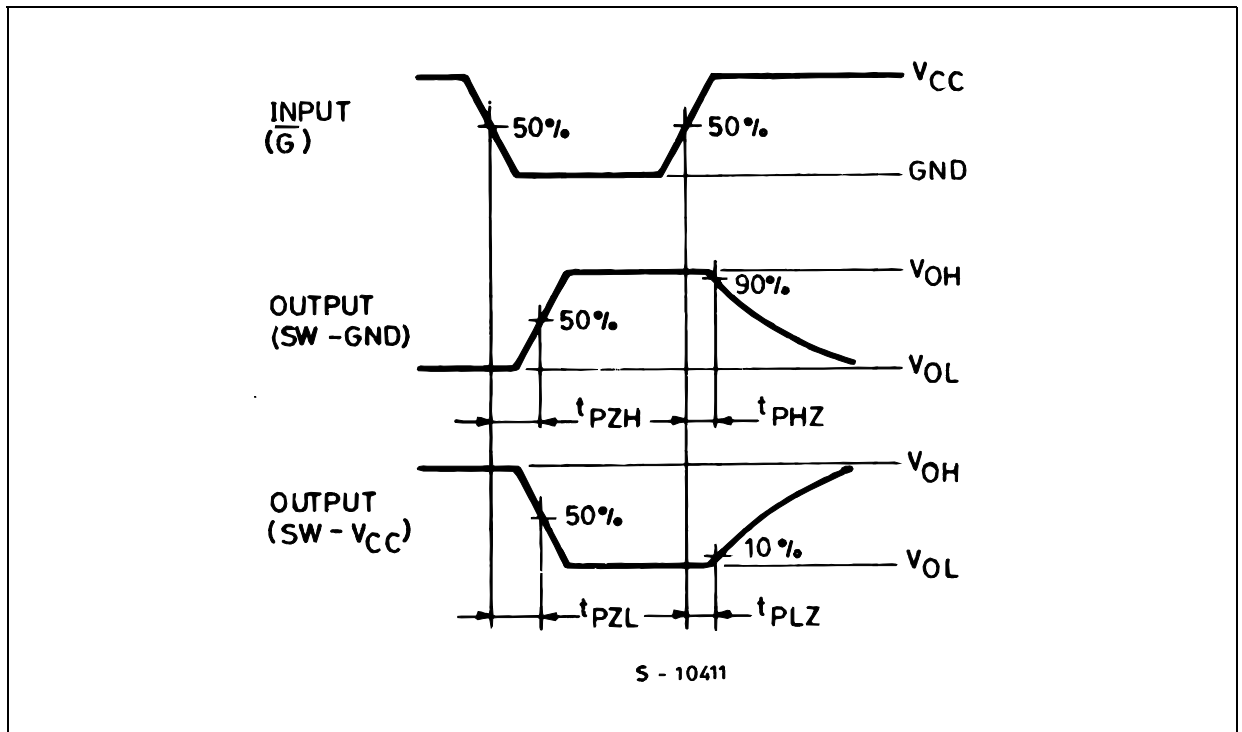 INPUT
(G̅)
50%
50%
VCC
GND
OUTPUT
(SW - GND)
50%
90%
VOH
VOL
tPZH
tPHZ
OUTPUT
(SW - VCC)
50%
10%
VOH
VOL
tPZL
tPLZ
S - 10411